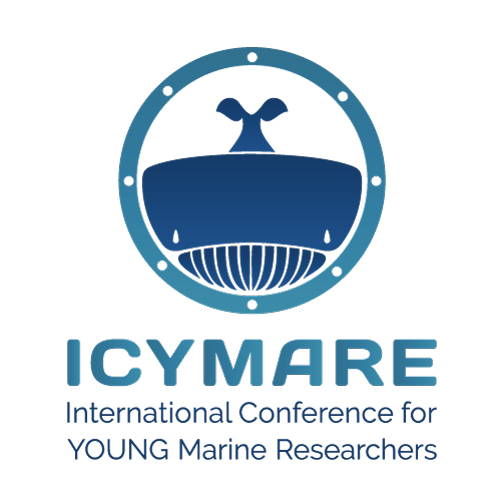 ICYMARE
International Conference for
YOUNG Marine Researchers